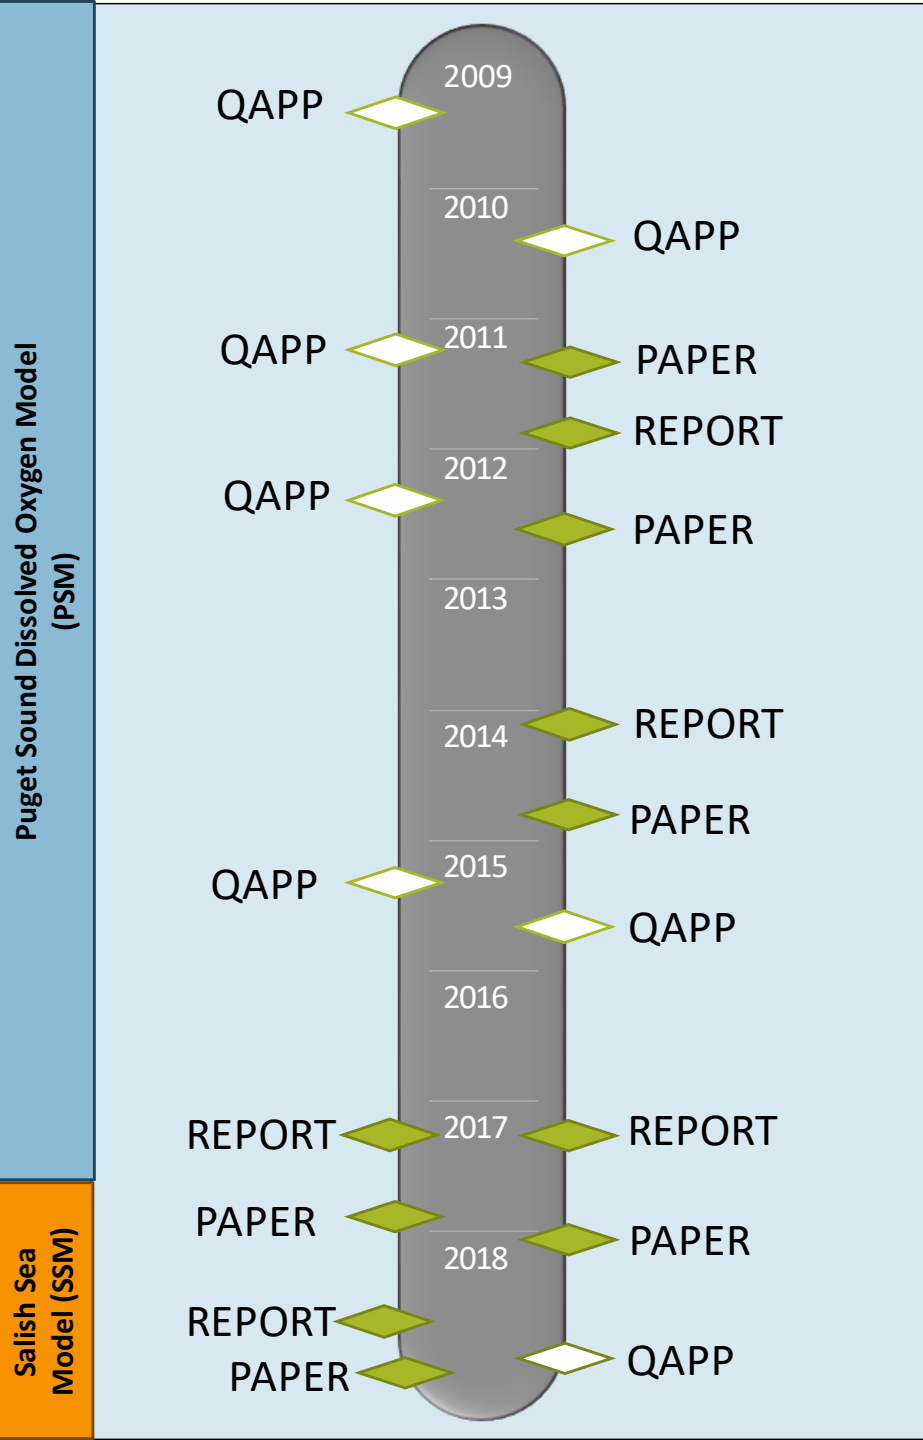 Puget Sound Dissolved Oxygen Model
(PSM)
Salish Sea
Model (SSM)
2009
QAPP
2010
QAPP
2011
QAPP
PAPER
REPORT
2012
QAPP
PAPER
2013
REPORT
2014
PAPER
2015
QAPP
QAPP
2016
2017
REPORT
REPORT
PAPER
PAPER
2018
REPORT
QAPP
PAPER